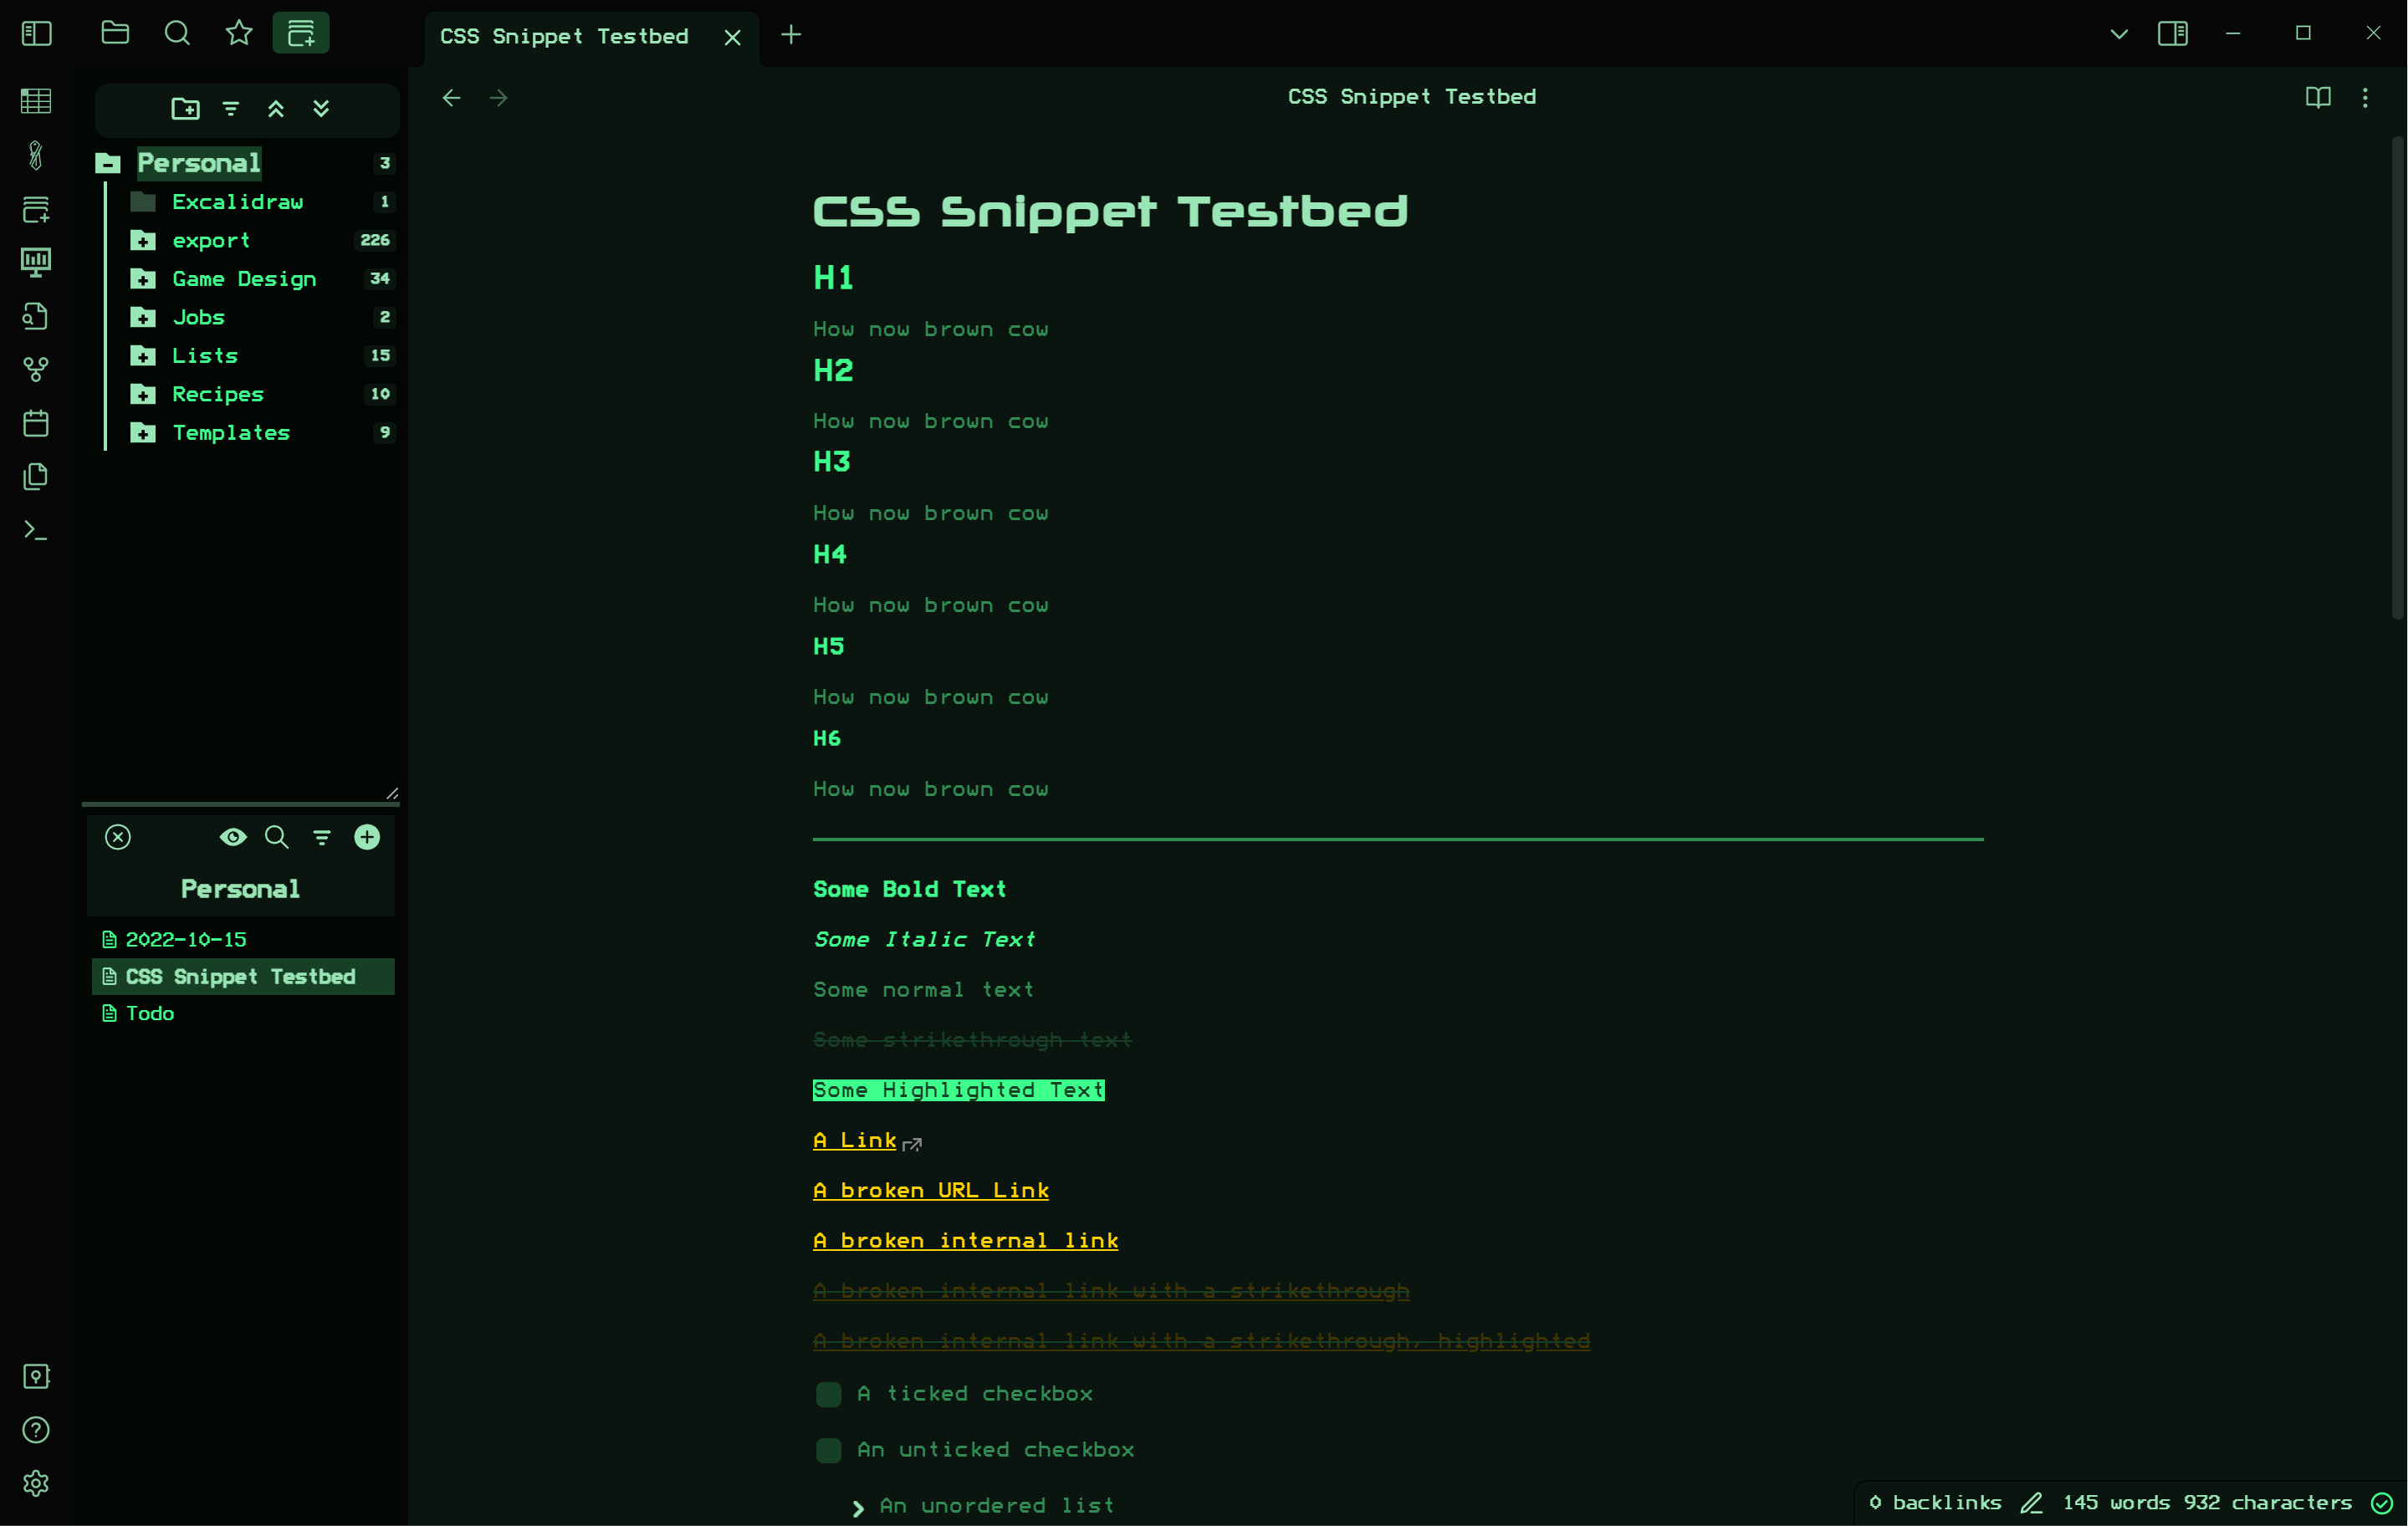 CSS Snippet Testbed
CSS Snippet Testbed
Personal 3
Excalidraw 1
export 226
Game Design 34
Jobs 2
Lists 15
Recipes 10
Templates 9
Personal
2022-10-15
CSS Snippet Testbed
Todo
CSS Snippet Testbed
H1
How now brown cow
H2
How now brown cow
H3
How now brown cow
H4
How now brown cow
H5
How now brown cow
H6
How now brown cow
Some Bold Text
Some Italic Text
Some normal text
Some strikethrough text
Some Highlighted Text
A Link
A broken URL Link
A broken internal link
A broken internal link with a strikethrough
A broken internal link with a strikethrough, highlighted
A ticked checkbox
An unticked checkbox
An unordered list
0 backlinks 145 words 932 characters